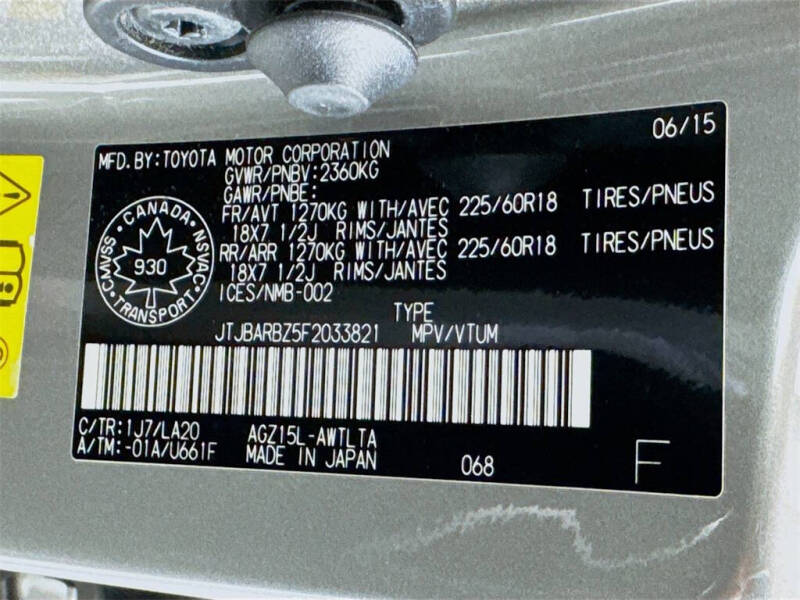 06/15
MFD. BY: TOYOTA MOTOR CORPORATION
GVWR/PNBV: 2360KG
GAWR/PNBE:
FR/AVT 1270KG WITH/AVEC 225/60R18 TIRES/PNEUS
18X7 1/2J RIMS/JANTES
RR/ARR 1270KG WITH/AVEC 225/60R18 TIRES/PNEUS
18X7 1/2J RIMS/JANTES
ICES/NMB-002
CANADA
CMVSS
NSVAC
930
TRANSPORT
TYPE
JTJBARBZ5F2033821 MPV/VTUM
C/TR: 1J7/LA20 AGZ15L-AWTLTA
A/TM: -01A/U661F MADE IN JAPAN 068
F